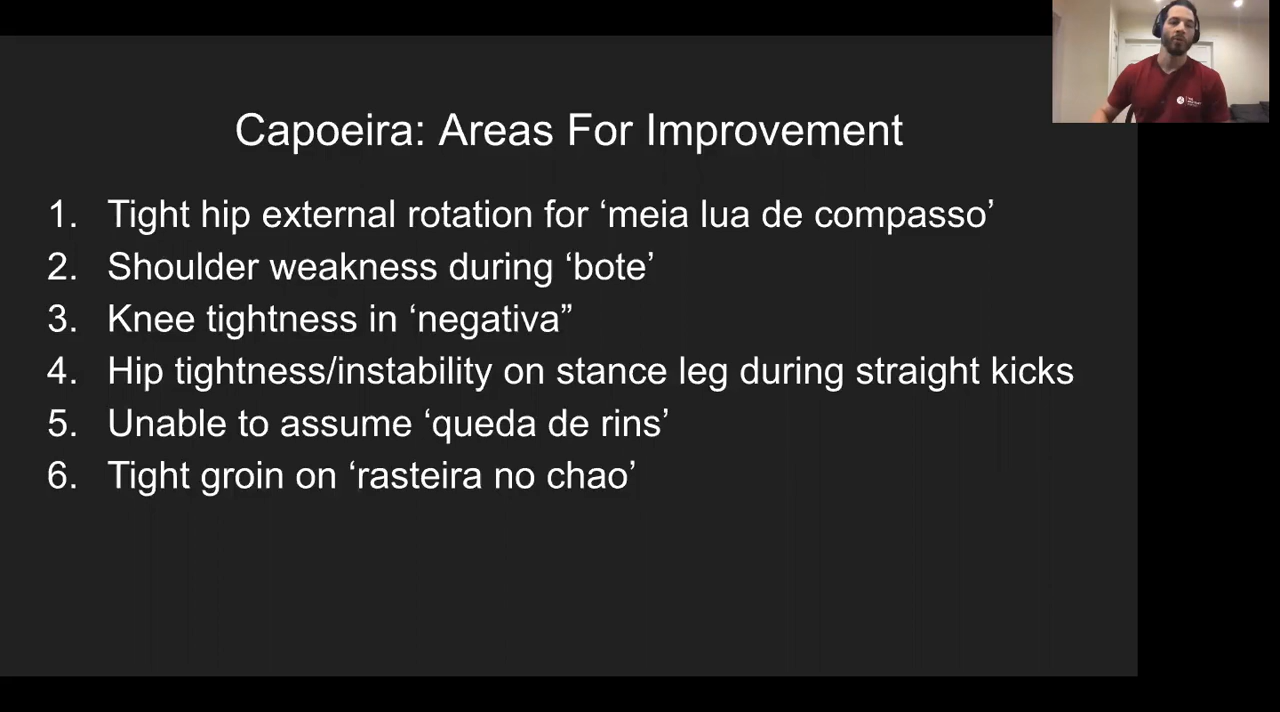 Capoeira: Areas For Improvement
1. Tight hip external rotation for ‘meia lua de compasso’
2. Shoulder weakness during ‘bote’
3. Knee tightness in ‘negativa”
4. Hip tightness/instability on stance leg during straight kicks
5. Unable to assume ‘queda de rins’
6. Tight groin on ‘rasteira no chao’